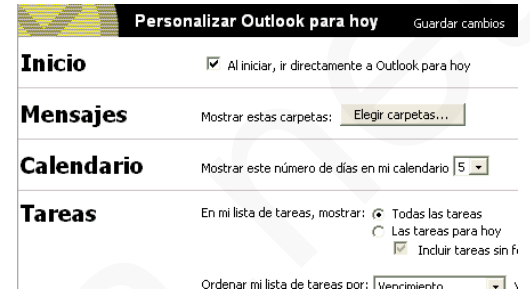 Personalizar Outlook para hoy Guardar cambios
Inicio Al iniciar, ir directamente a Outlook para hoy
Mensajes Mostrar estas carpetas: Elegir carpetas...
Calendario Mostrar este número de días en mi calendario 5
Tareas En mi lista de tareas, mostrar: Todas las tareas
Las tareas para hoy
Incluir tareas sin
Ordenar mi lista de tareas por: Vencimiento